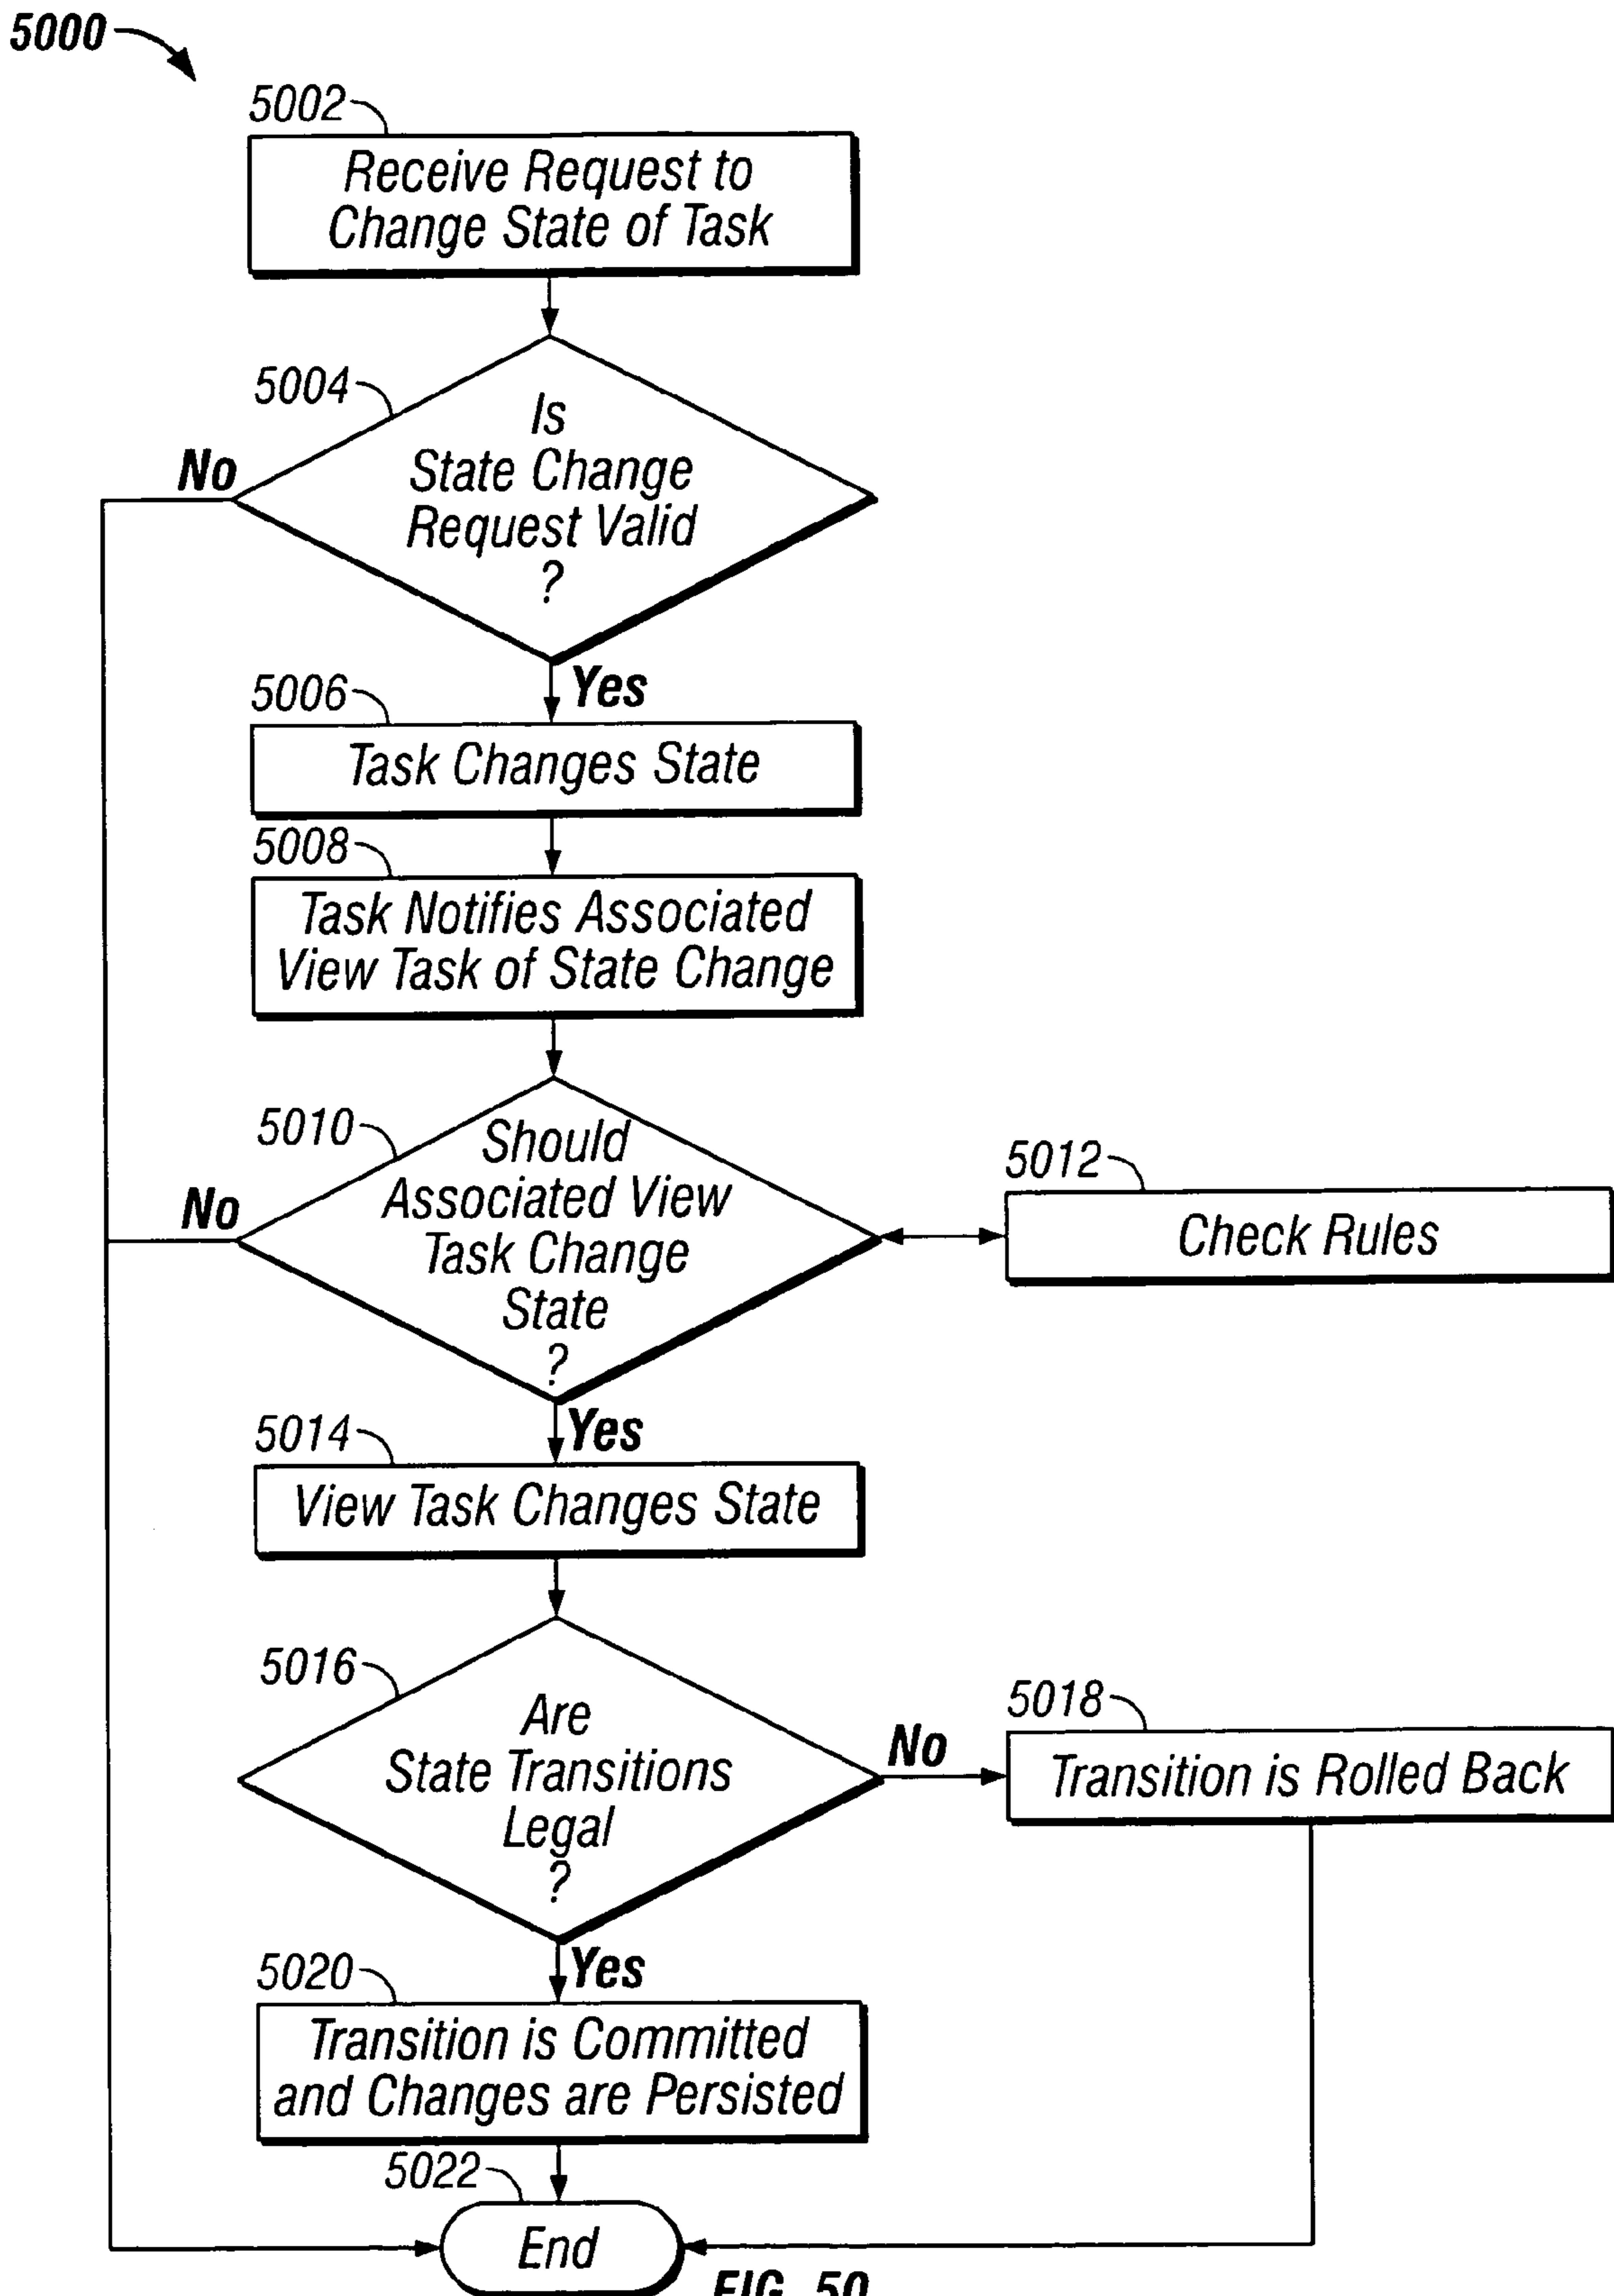 5000
5002
Receive Request to
Change State of Task
5004
Is
State Change
Request Valid
?
No
Yes
5006
Task Changes State
5008
Task Notifies Associated
View Task of State Change
5010
Should
Associated View
Task Change
State
?
No
5012
Check Rules
Yes
5014
View Task Changes State
5016
Are
State Transitions
Legal
?
No
5018
Transition is Rolled Back
Yes
5020
Transition is Committed
and Changes are Persisted
5022
End
FIG. 50